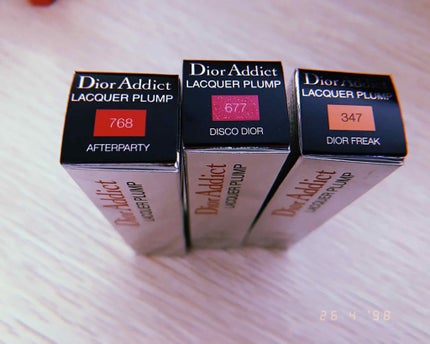 Dior Addict
LACQUER PLUMP
768
AFTERPARTY
Dior Addict
LACQUER PLUMP
677
DISCO DIOR
Dior Addict
LACQUER PLUMP
347
DIOR FREAK
Dior Addict
LACQUER PLUMP
Dior Addict
LACQUER PLUMP
Dior Addict
LACQUER PLUMP
26 4 '98